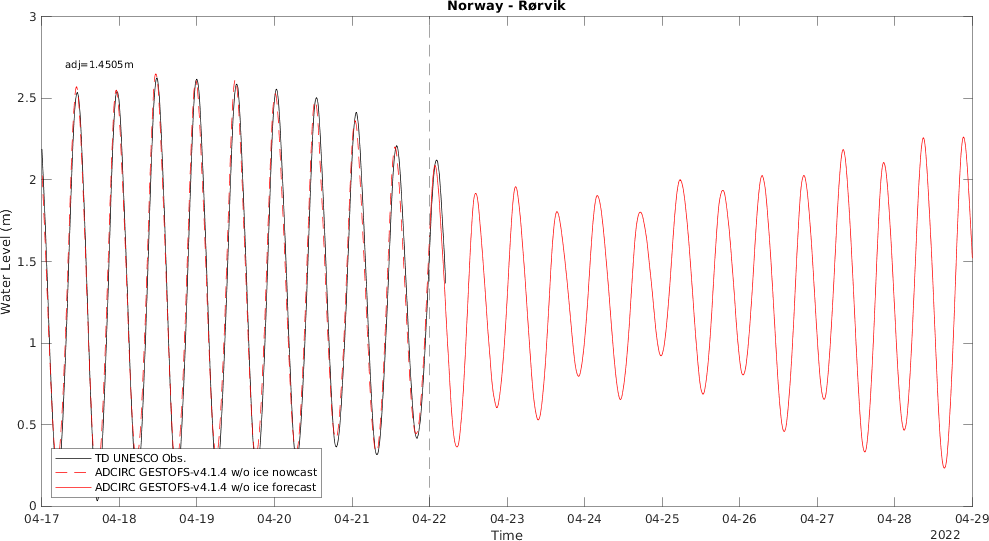 Norway - Rørvik
3
adj=1.4505m
2.5
2
Water Level (m)
1.5
1
0.5
TD UNESCO Obs.
ADCIRC GESTOFS-v4.1.4 w/o ice nowcast
ADCIRC GESTOFS-v4.1.4 w/o ice forecast
0
04-17 04-18 04-19 04-20 04-21 04-22 04-23 04-24 04-25 04-26 04-27 04-28 04-29
Time 2022